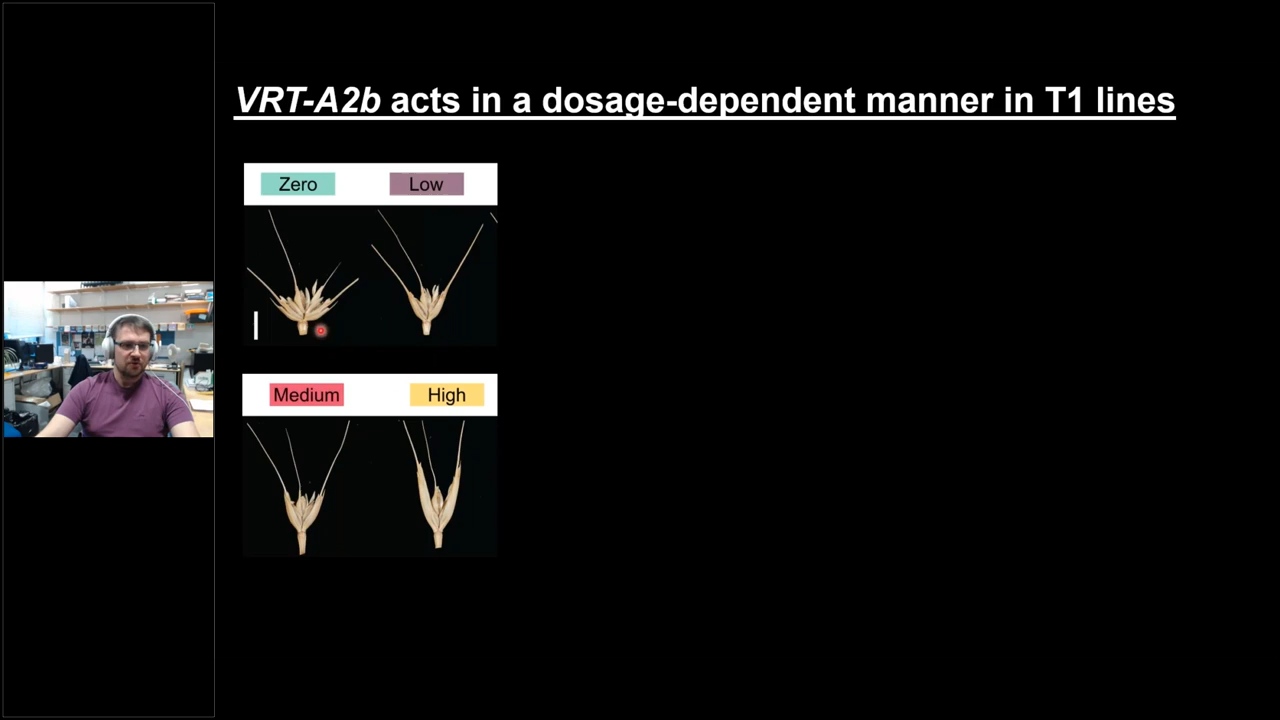 VRT-A2b acts in a dosage-dependent manner in T1 lines
Zero Low
Medium High